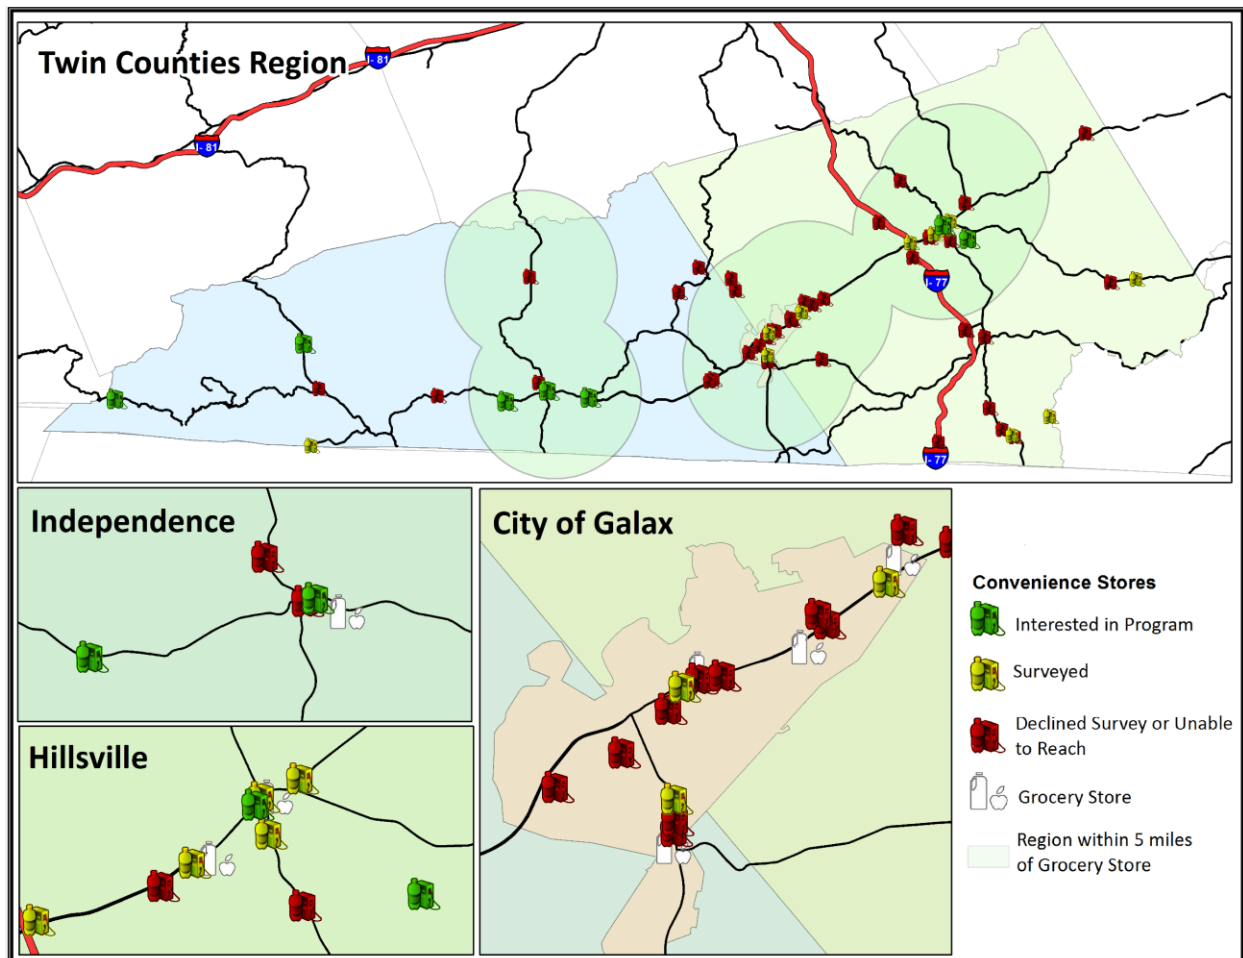 Twin Counties Region
I- 81
I- 81
I- 77
I- 77
Independence
Hillsville
City of Galax
Convenience Stores
Interested in Program
Surveyed
Declined Survey or Unable
to Reach
Grocery Store
Region within 5 miles
of Grocery Store